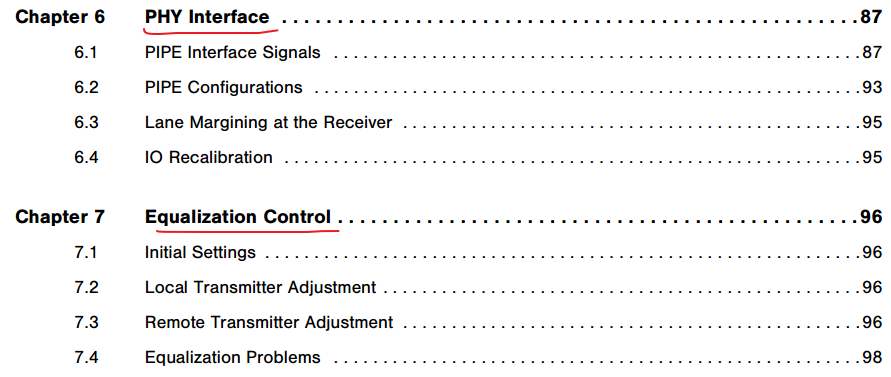 Chapter 6 PHY Interface . . . . . . . . . . . . . . . . . . . . . . . . . . . . . . . . . . . . . . . . . . . . . . . . . . . . . 87
6.1 PIPE Interface Signals . . . . . . . . . . . . . . . . . . . . . . . . . . . . . . . . . . . . . . . . . . . . . . . . . 87
6.2 PIPE Configurations . . . . . . . . . . . . . . . . . . . . . . . . . . . . . . . . . . . . . . . . . . . . . . . . . . . 93
6.3 Lane Margining at the Receiver . . . . . . . . . . . . . . . . . . . . . . . . . . . . . . . . . . . . . . . . . . 95
6.4 IO Recalibration . . . . . . . . . . . . . . . . . . . . . . . . . . . . . . . . . . . . . . . . . . . . . . . . . . . . . . 95
Chapter 7 Equalization Control . . . . . . . . . . . . . . . . . . . . . . . . . . . . . . . . . . . . . . . . . . . . . . . 96
7.1 Initial Settings . . . . . . . . . . . . . . . . . . . . . . . . . . . . . . . . . . . . . . . . . . . . . . . . . . . . . . . . 96
7.2 Local Transmitter Adjustment . . . . . . . . . . . . . . . . . . . . . . . . . . . . . . . . . . . . . . . . . . . . 96
7.3 Remote Transmitter Adjustment . . . . . . . . . . . . . . . . . . . . . . . . . . . . . . . . . . . . . . . . . . 96
7.4 Equalization Problems . . . . . . . . . . . . . . . . . . . . . . . . . . . . . . . . . . . . . . . . . . . . . . . . . 98